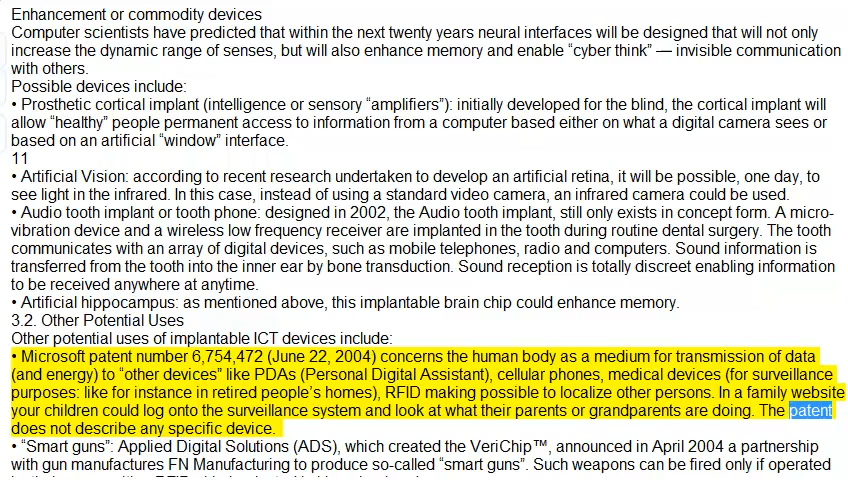 Enhancement or commodity devices
Computer scientists have predicted that within the next twenty years neural interfaces will be designed that will not only
increase the dynamic range of senses, but will also enhance memory and enable “cyber think” — invisible communication
with others.
Possible devices include:
• Prosthetic cortical implant (intelligence or sensory “amplifiers”): initially developed for the blind, the cortical implant will
allow “healthy” people permanent access to information from a computer based either on what a digital camera sees or
based on an artificial “window” interface.
11
• Artificial Vision: according to recent research undertaken to develop an artificial retina, it will be possible, one day, to
see light in the infrared. In this case, instead of using a standard video camera, an infrared camera could be used.
• Audio tooth implant or tooth phone: designed in 2002, the Audio tooth implant, still only exists in concept form. A micro-
vibration device and a wireless low frequency receiver are implanted in the tooth during routine dental surgery. The tooth
communicates with an array of digital devices, such as mobile telephones, radio and computers. Sound information is
transferred from the tooth into the inner ear by bone transduction. Sound reception is totally discreet enabling information
to be received anywhere at anytime.
• Artificial hippocampus: as mentioned above, this implantable brain chip could enhance memory.
3.2. Other Potential Uses
Other potential uses of implantable ICT devices include:
• Microsoft patent number 6,754,472 (June 22, 2004) concerns the human body as a medium for transmission of data
(and energy) to “other devices” like PDAs (Personal Digital Assistant), cellular phones, medical devices (for surveillance
purposes: like for instance in retired people’s homes), RFID making possible to localize other persons. In a family website
your children could log onto the surveillance system and look at what their parents or grandparents are doing. The patent
does not describe any specific device.
• “Smart guns”: Applied Digital Solutions (ADS), which created the VeriChip™, announced in April 2004 a partnership
with gun manufactures FN Manufacturing to produce so-called “smart guns”. Such weapons can be fired only if operated